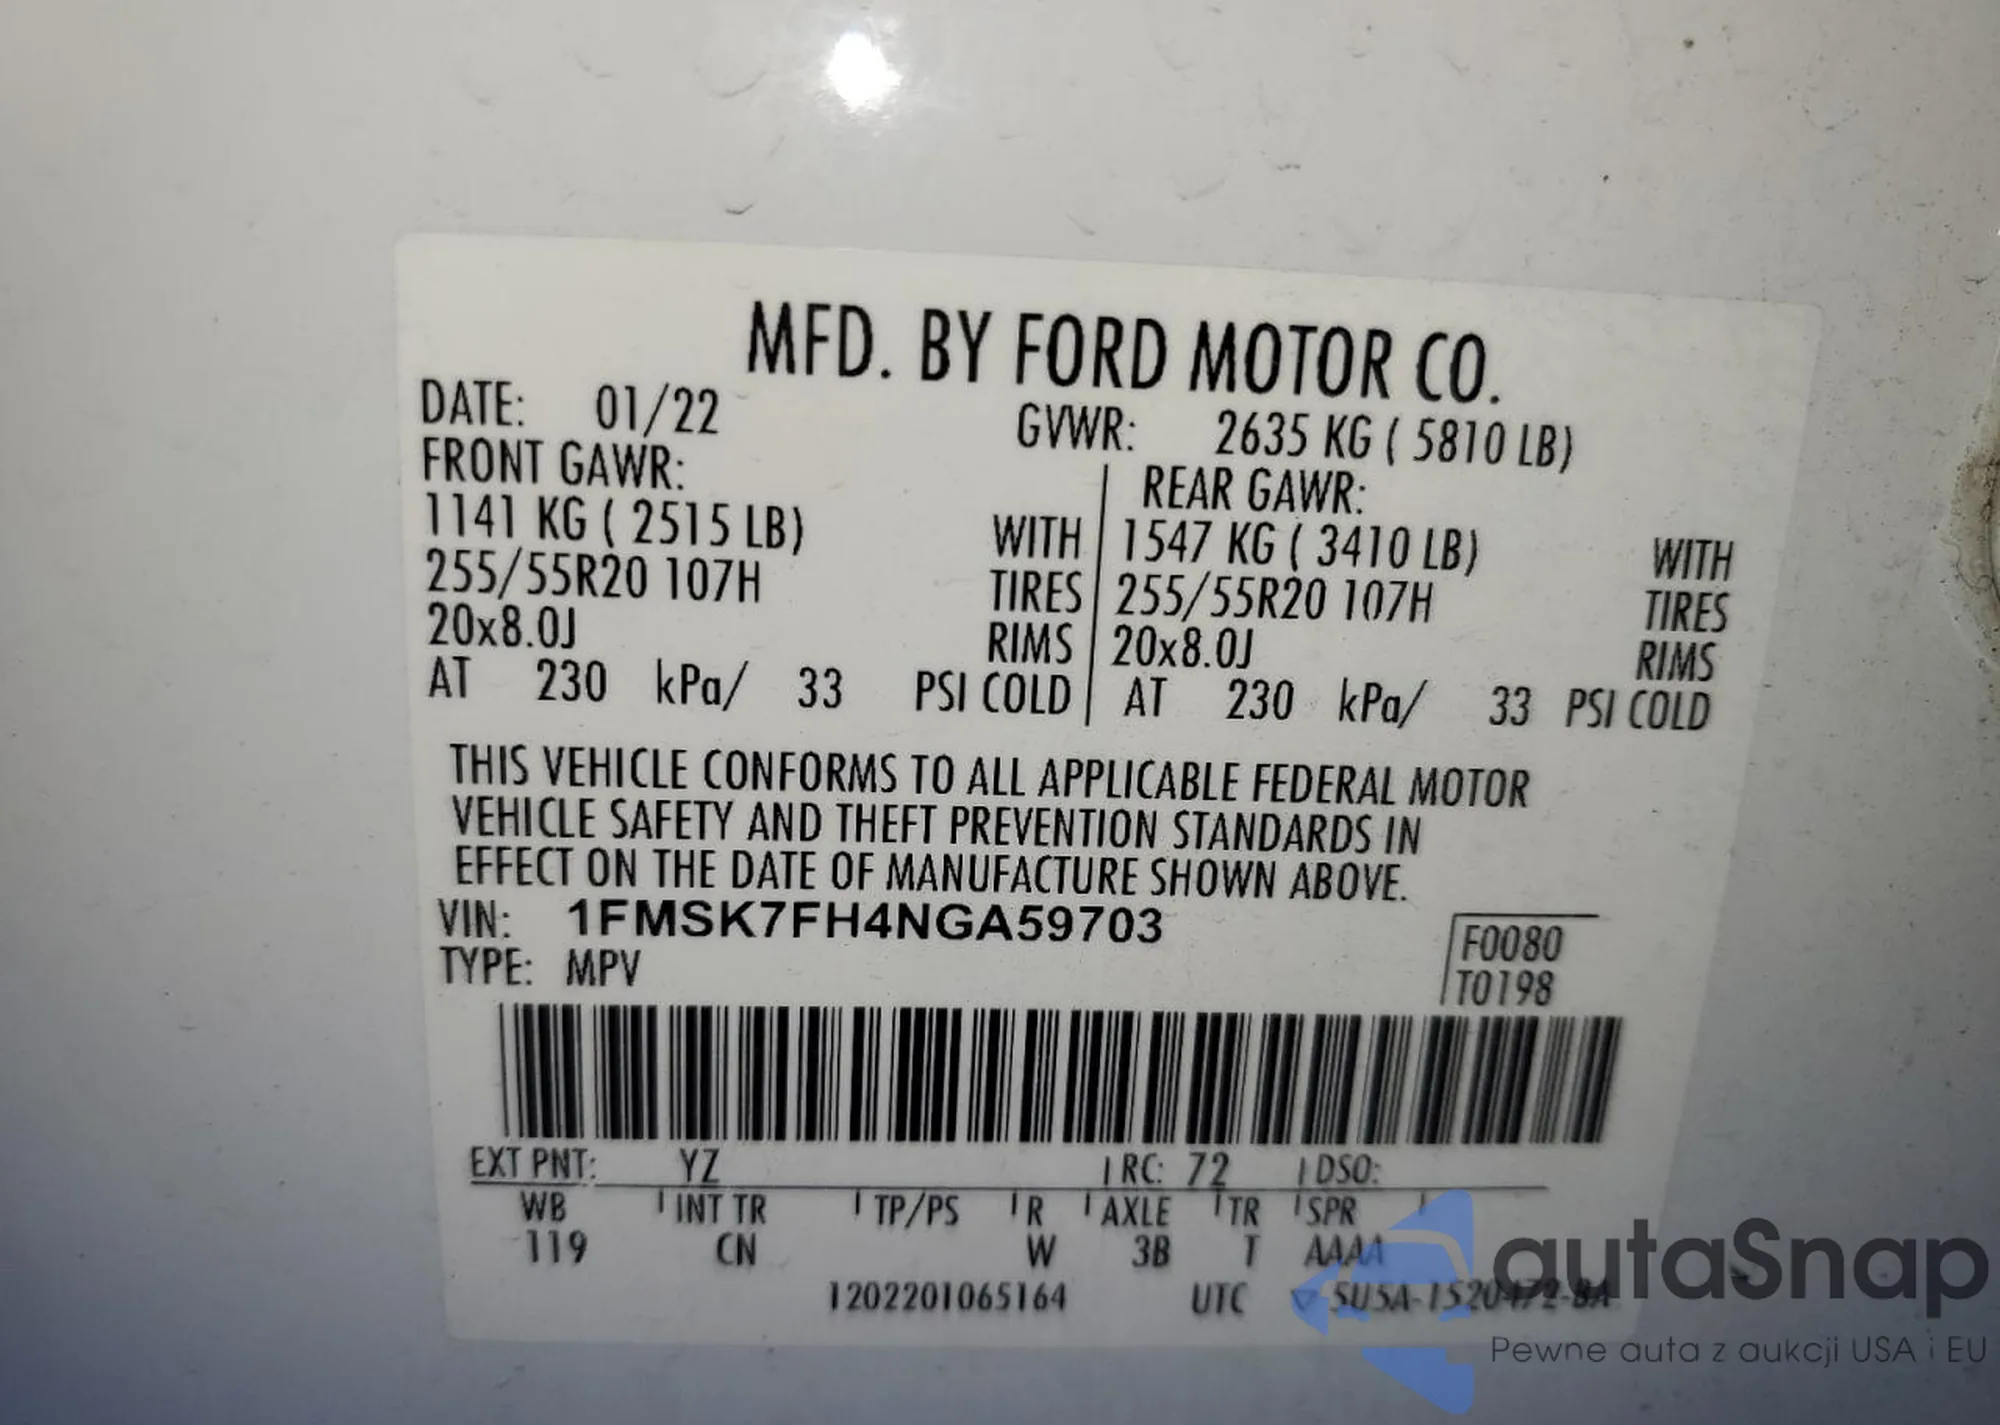 MFD. BY FORD MOTOR CO.
DATE: 01/22 GVWR: 2635 KG ( 5810 LB)
FRONT GAWR: REAR GAWR:
1141 KG ( 2515 LB) WITH 1547 KG ( 3410 LB) WITH
255/55R20 107H TIRES 255/55R20 107H TIRES
20x8.0J RIMS 20x8.0J RIMS
AT 230 kPa/ 33 PSI COLD AT 230 kPa/ 33 PSI COLD
THIS VEHICLE CONFORMS TO ALL APPLICABLE FEDERAL MOTOR
VEHICLE SAFETY AND THEFT PREVENTION STANDARDS IN
EFFECT ON THE DATE OF MANUFACTURE SHOWN ABOVE.
VIN: 1FMSK7FH4NGA59703
F0080
TYPE: MPV
T0198
EXT PNT: YZ RC: 72 DSO:
WB INT TR TP/PS R AXLE TR SPR
119 CN W 3B T AAAA
1202201065164 UTC ▽ 5U5A-1520472-BA
autaSnap
Pewne auta z aukcji USA i EU